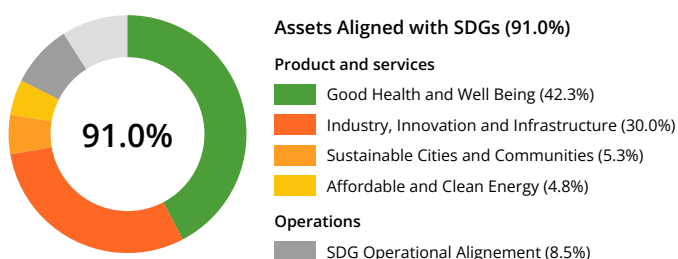 91.0%
Assets Aligned with SDGs (91.0%)
Product and services
Good Health and Well Being (42.3%)
Industry, Innovation and Infrastructure (30.0%)
Sustainable Cities and Communities (5.3%)
Affordable and Clean Energy (4.8%)
Operations
SDG Operational Alignement (8.5%)